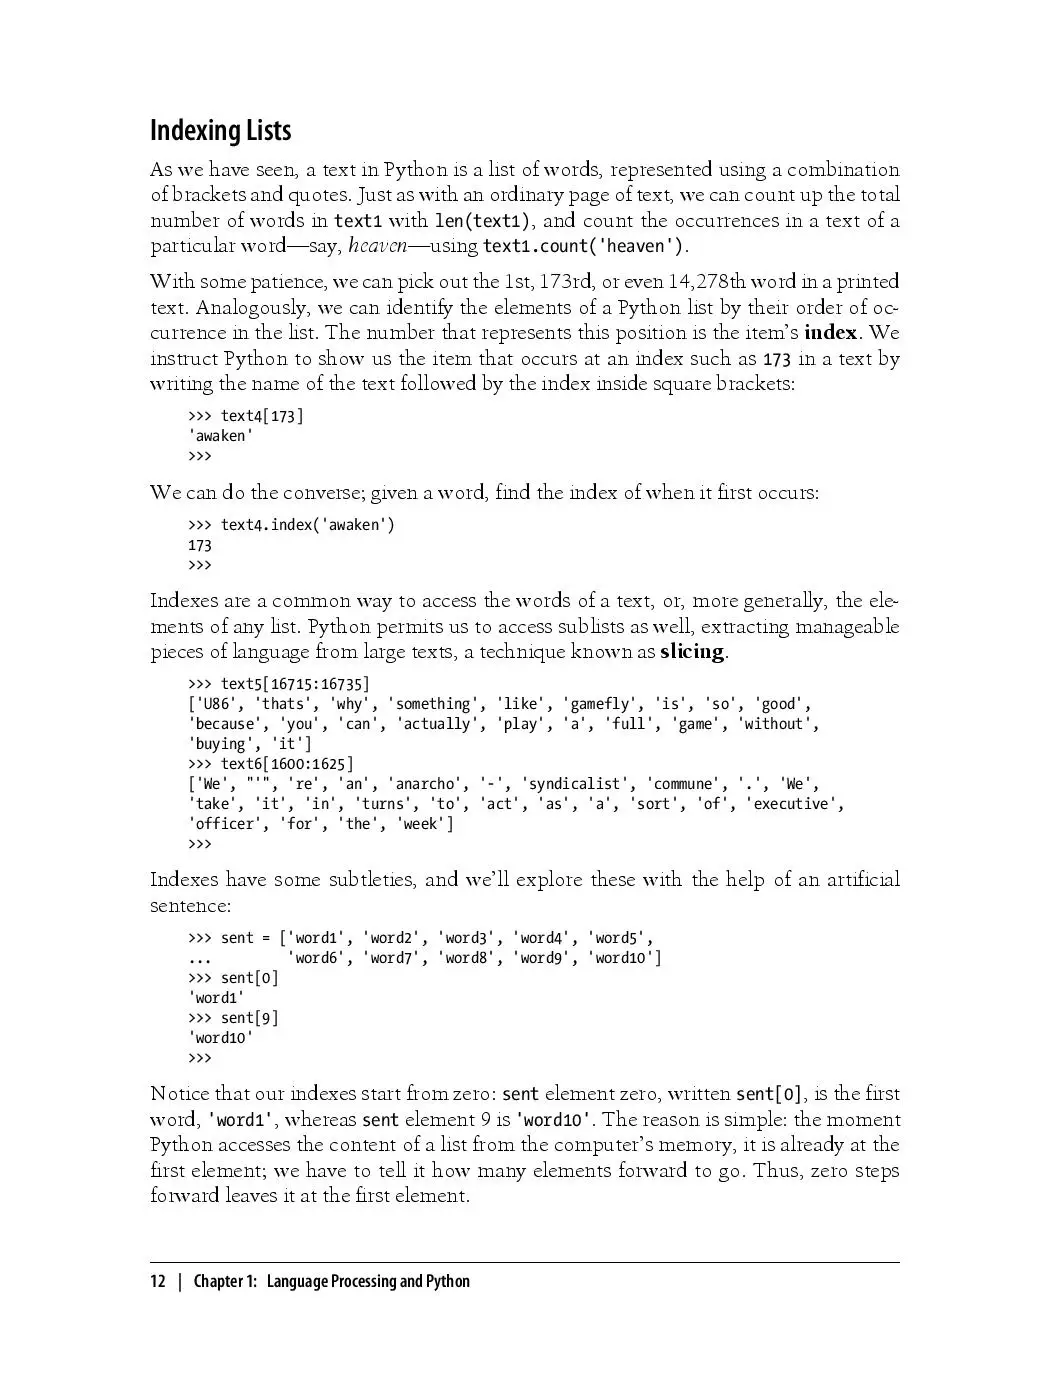 Indexing Lists
As we have seen, a text in Python is a list of words, represented using a combination
of brackets and quotes. Just as with an ordinary page of text, we can count up the total
number of words in text1 with len(text1), and count the occurrences in a text of a
particular word—say, heaven—using text1.count('heaven').
With some patience, we can pick out the 1st, 173rd, or even 14,278th word in a printed
text. Analogously, we can identify the elements of a Python list by their order of oc-
currence in the list. The number that represents this position is the item’s index. We
instruct Python to show us the item that occurs at an index such as 173 in a text by
writing the name of the text followed by the index inside square brackets:
>>> text4[173]
'awaken'
>>>
We can do the converse; given a word, find the index of when it first occurs:
>>> text4.index('awaken')
173
>>>
Indexes are a common way to access the words of a text, or, more generally, the ele-
ments of any list. Python permits us to access sublists as well, extracting manageable
pieces of language from large texts, a technique known as slicing.
>>> text5[16715:16735]
['U86', 'thats', 'why', 'something', 'like', 'gamefly', 'is', 'so', 'good',
'because', 'you', 'can', 'actually', 'play', 'a', 'full', 'game', 'without',
'buying', 'it']
>>> text6[1600:1625]
['We', "'", 're', 'an', 'anarcho', '-', 'syndicalist', 'commune', '.', 'We',
'take', 'it', 'in', 'turns', 'to', 'act', 'as', 'a', 'sort', 'of', 'executive',
'officer', 'for', 'the', 'week']
>>>
Indexes have some subtleties, and we’ll explore these with the help of an artificial
sentence:
>>> sent = ['word1', 'word2', 'word3', 'word4', 'word5',
... 'word6', 'word7', 'word8', 'word9', 'word10']
>>> sent[0]
'word1'
>>> sent[9]
'word10'
>>>
Notice that our indexes start from zero: sent element zero, written sent[0], is the first
word, 'word1', whereas sent element 9 is 'word10'. The reason is simple: the moment
Python accesses the content of a list from the computer’s memory, it is already at the
first element; we have to tell it how many elements forward to go. Thus, zero steps
forward leaves it at the first element.
12 | Chapter 1: Language Processing and Python